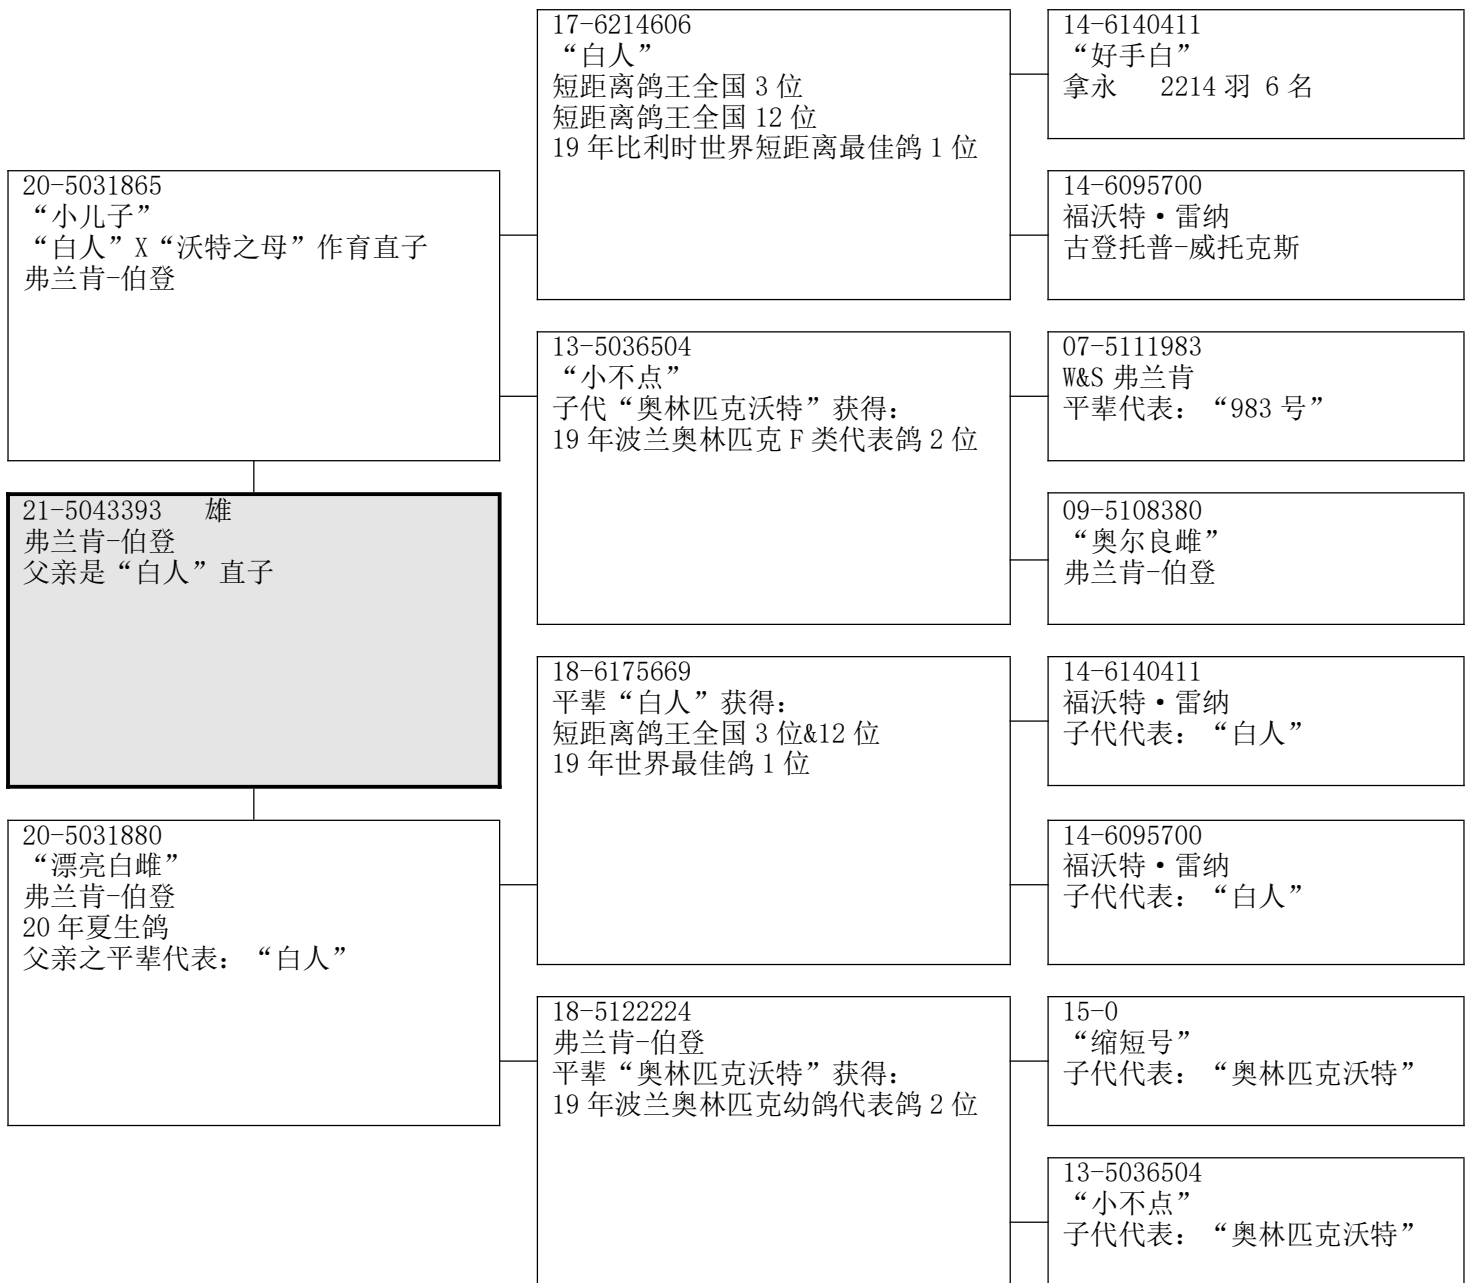 17-6214606
“白人”
短距离鸽王全国 3 位
短距离鸽王全国 12 位
19 年比利时世界短距离最佳鸽 1 位
14-6140411
“好手白”
拿永 2214 羽 6 名
20-5031865
“小儿子”
“白人”X“沃特之母”作育直子
弗兰肯-伯登
14-6095700
福沃特·雷纳
古登托普-威托克斯
13-5036504
“小不点”
子代“奥林匹克沃特”获得：
19 年波兰奥林匹克 F 类代表鸽 2 位
07-5111983
W&S 弗兰肯
平辈代表：“983 号”
21-5043393 雄
弗兰肯-伯登
父亲是“白人”直子
09-5108380
“奥尔良雌”
弗兰肯-伯登
18-6175669
平辈“白人”获得：
短距离鸽王全国 3 位&12 位
19 年世界最佳鸽 1 位
14-6140411
福沃特·雷纳
子代代表：“白人”
20-5031880
“漂亮白雌”
弗兰肯-伯登
20 年夏生鸽
父亲之平辈代表：“白人”
14-6095700
福沃特·雷纳
子代代表：“白人”
18-5122224
弗兰肯-伯登
平辈“奥林匹克沃特”获得：
19 年波兰奥林匹克幼鸽代表鸽 2 位
15-0
“缩短号”
子代代表：“奥林匹克沃特”
13-5036504
“小不点”
子代代表：“奥林匹克沃特”